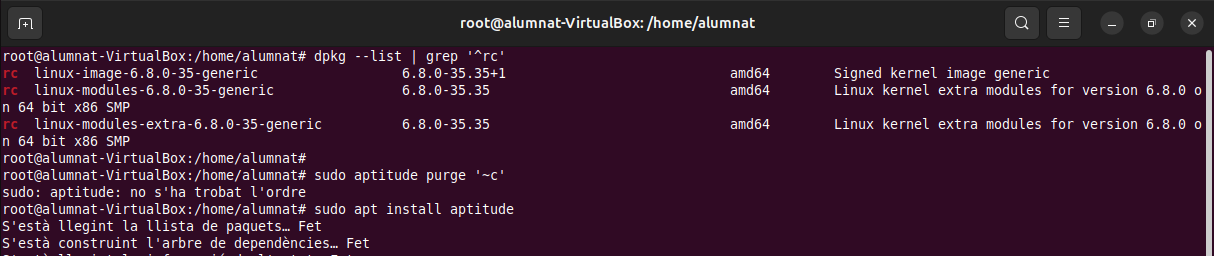 root@alumnat-VirtualBox: /home/alumnat
root@alumnat-VirtualBox:/home/alumnat# dpkg --list | grep '^rc'
rc  linux-image-6.8.0-35-generic                 6.8.0-35.35+1                           amd64        Signed kernel image generic
rc  linux-modules-6.8.0-35-generic               6.8.0-35.35                             amd64        Linux kernel extra modules for version 6.8.0 o
n 64 bit x86 SMP
rc  linux-modules-extra-6.8.0-35-generic         6.8.0-35.35                             amd64        Linux kernel extra modules for version 6.8.0 o
n 64 bit x86 SMP
root@alumnat-VirtualBox:/home/alumnat#
root@alumnat-VirtualBox:/home/alumnat# sudo aptitude purge '~c'
sudo: aptitude: no s'ha trobat l'ordre
root@alumnat-VirtualBox:/home/alumnat# sudo apt install aptitude
S'està llegint la llista de paquets… Fet
S'està construint l'arbre de dependències… Fet